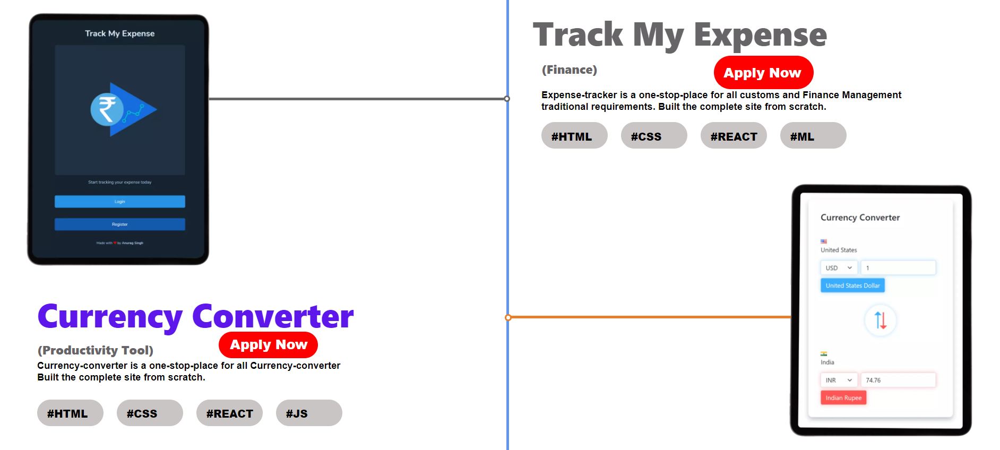 Track My Expense
Start tracking your expense today
Login
Register
Made with ❤ by Anurag Singh
Track My Expense
(Finance)
Apply Now
Expense-tracker is a one-stop-place for all customs and Finance Management
traditional requirements. Built the complete site from scratch.
#HTML #CSS #REACT #ML
Currency Converter
(Productivity Tool)
Apply Now
Currency-converter is a one-stop-place for all Currency-converter
Built the complete site from scratch.
#HTML #CSS #REACT #JS
Currency Converter
United States
USD 1
United States Dollar
India
INR 74.76
Indian Rupee